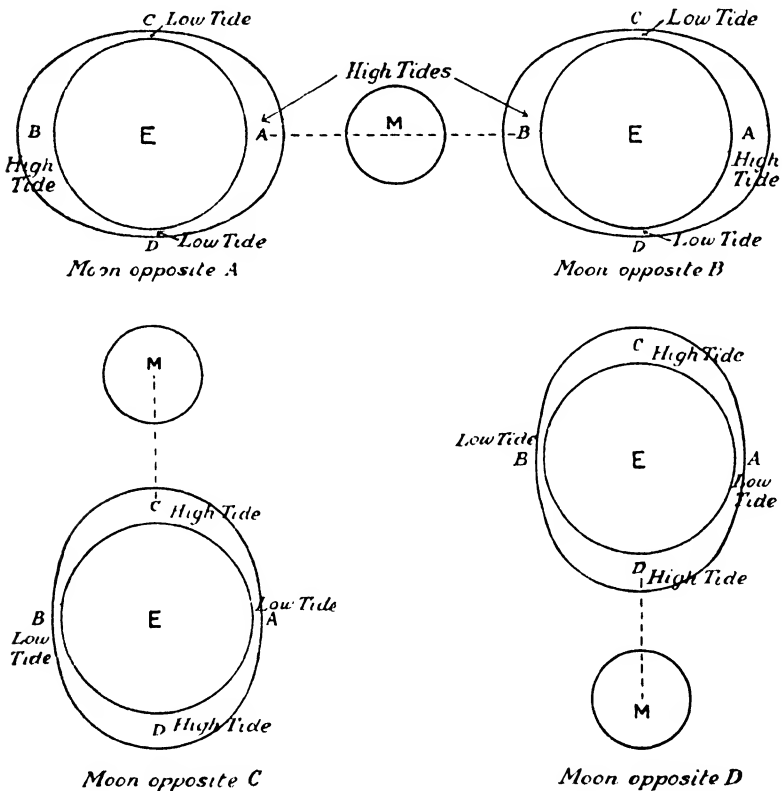 C Low Tide
High Tides
B
High
Tide
E
A
M
D Low Tide
Moon opposite A
C Low Tide
B
E
A
High
Tide
D Low Tide
Moon opposite B
M
C High Tide
B
Low
Tide
E
Low Tide
A
D High Tide
Moon opposite C
C High Tide
Low Tide
B
E
A
Low
Tide
D High Tide
M
Moon opposite D